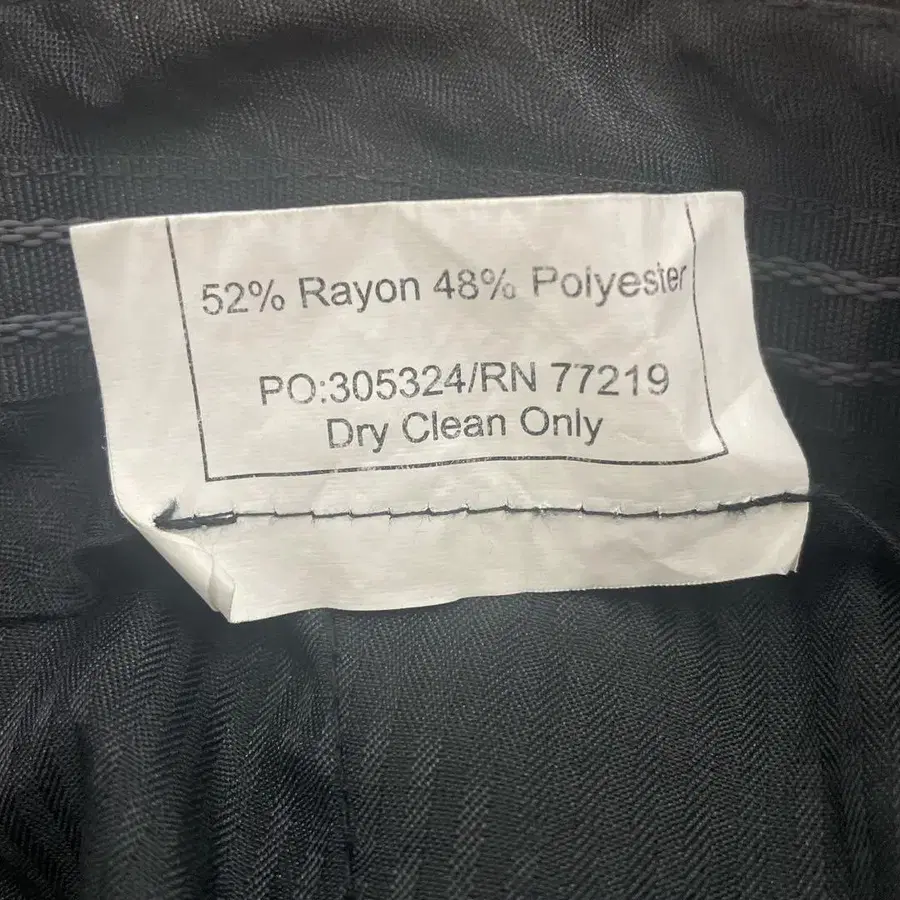 52% Rayon 48% Polyester
PO:305324/RN 77219
Dry Clean Only